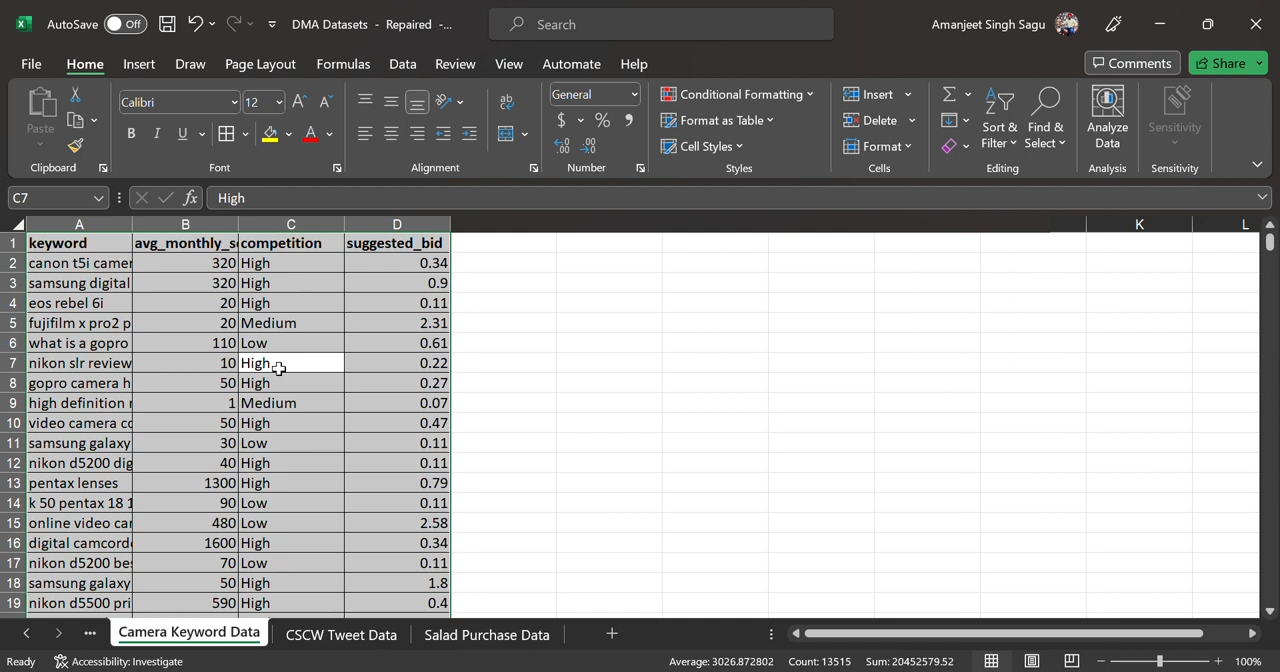 AutoSave Off DMA Datasets - Repaired -... Search Amanjeet Singh Sagu
File Home Insert Draw Page Layout Formulas Data Review View Automate Help Comments Share
Paste Calibri 12 General Conditional Formatting Insert Sort & Find & Analyze Sensitivity
B I U $ % Format as Table Delete Filter Select Data
Cell Styles Format
Clipboard Font Alignment Number Styles Cells Editing Analysis Sensitivity
C7 fx High
A B C D K L
1 keyword avg_monthly_se competition suggested_bid
2 canon t5i camer 320 High 0.34
3 samsung digital 320 High 0.9
4 eos rebel 6i 20 High 0.11
5 fujifilm x pro2 p 20 Medium 2.31
6 what is a gopro 110 Low 0.61
7 nikon slr review 10 High 0.22
8 gopro camera h 50 High 0.27
9 high definition 1 Medium 0.07
10 video camera co 50 High 0.47
11 samsung galaxy 30 Low 0.11
12 nikon d5200 dig 40 High 0.11
13 pentax lenses 1300 High 0.79
14 k 50 pentax 18 1 90 Low 0.11
15 online video car 480 Low 2.58
16 digital camcord 1600 High 0.34
17 nikon d5200 bes 70 Low 0.11
18 samsung galaxy 50 High 1.8
19 nikon d5500 pri 590 High 0.4
Camera Keyword Data CSCW Tweet Data Salad Purchase Data
Ready Accessibility: Investigate Average: 3026.872802 Count: 13515 Sum: 20452579.52 100%